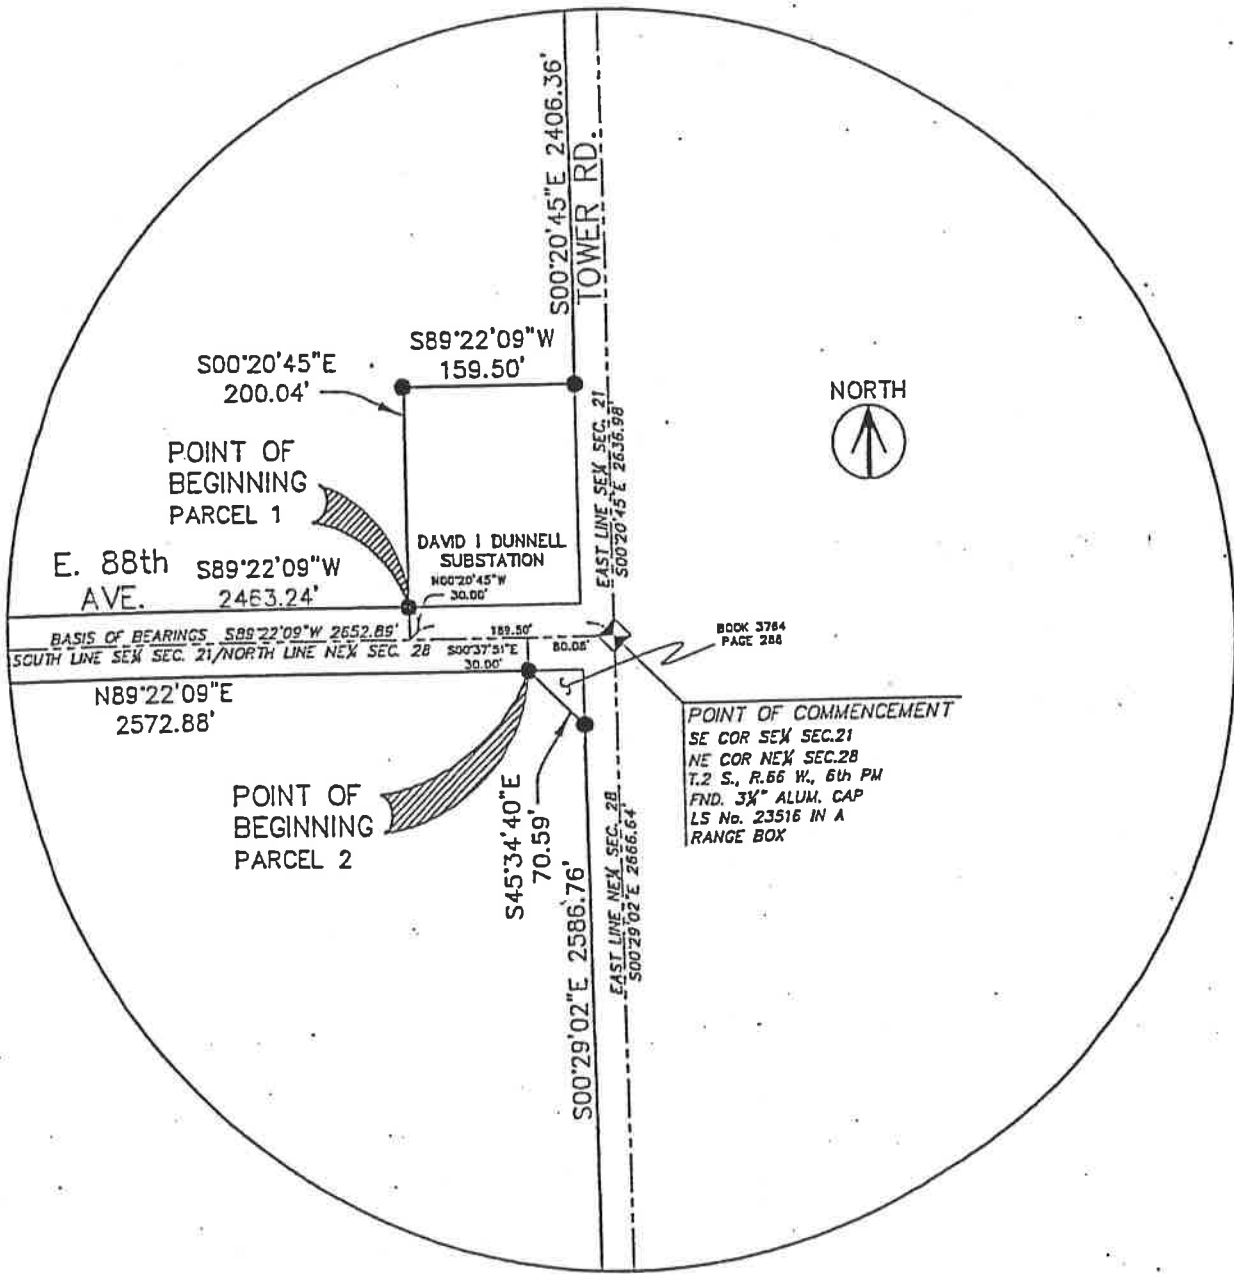 S00°20'45"E 2406.36'
TOWER RD.
S89°22'09"W
159.50'
S00°20'45"E
200.04'
NORTH
POINT OF
BEGINNING
PARCEL 1
EAST LINE SE¼ SEC. 21
S00°20'45"E 2636.98'
DAVID I DUNNELL
SUBSTATION
N00°20'45"W
30.00'
E. 88th
AVE.
S89°22'09"W
2463.24'
BASIS OF BEARINGS S89°22'09"W 2652.89'
SOUTH LINE SE¼ SEC. 21/NORTH LINE NE¼ SEC. 28
189.50'
S00°37'51"E
30.00'
80.08'
BOOK 3764
PAGE 288
N89°22'09"E
2572.88'
POINT OF COMMENCEMENT
SE COR SE¼ SEC.21
NE COR NE¼ SEC.28
T.2 S., R.66 W., 6th PM
FND. 3¼" ALUM. CAP
LS No. 23516 IN A
RANGE BOX
POINT OF
BEGINNING
PARCEL 2
S45°34'40"E
70.59'
S00°29'02"E 2586.76'
EAST LINE NE¼ SEC. 28
S00°29'02"E 2666.64'